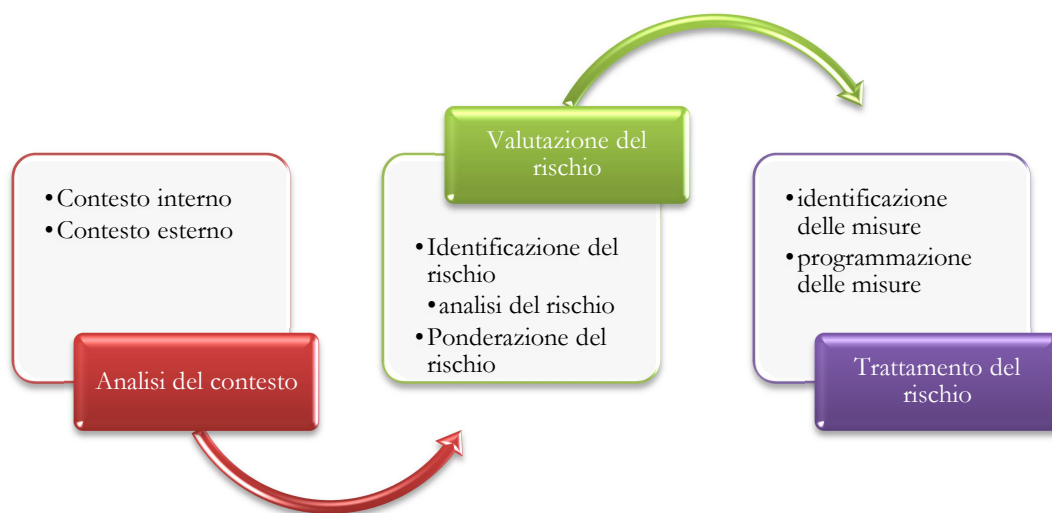 •Contesto interno
•Contesto esterno
Analisi del contesto
Valutazione del
rischio
•Identificazione del
rischio
•analisi del rischio
•Ponderazione del
rischio
•identificazione
delle misure
•programmazione
delle misure
Trattamento del
rischio